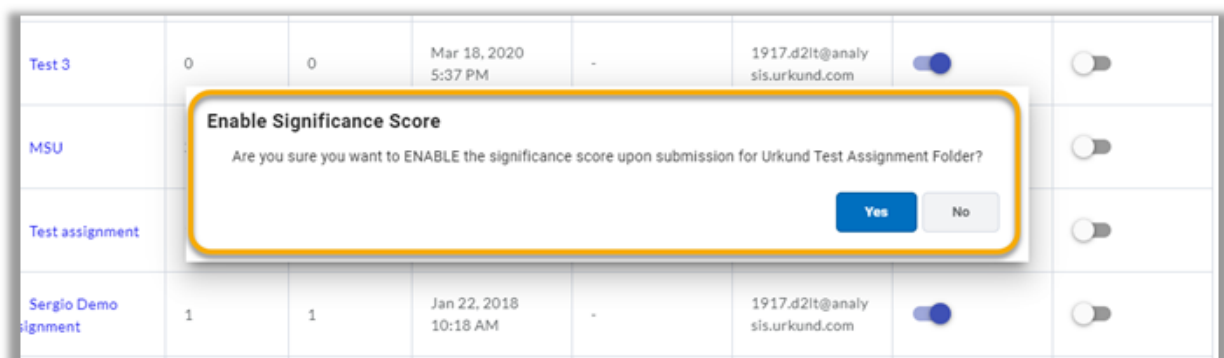 Test 3
0
0
Mar 18, 2020
5:37 PM
-
1917.d2lt@analy
sis.urkund.com
Enable Significance Score
Are you sure you want to ENABLE the significance score upon submission for Urkund Test Assignment Folder?
Yes
No
MSU
Test assignment
Sergio Demo
1
1
Jan 22, 2018
10:18 AM
-
1917.d2lt@analy
sis.urkund.com